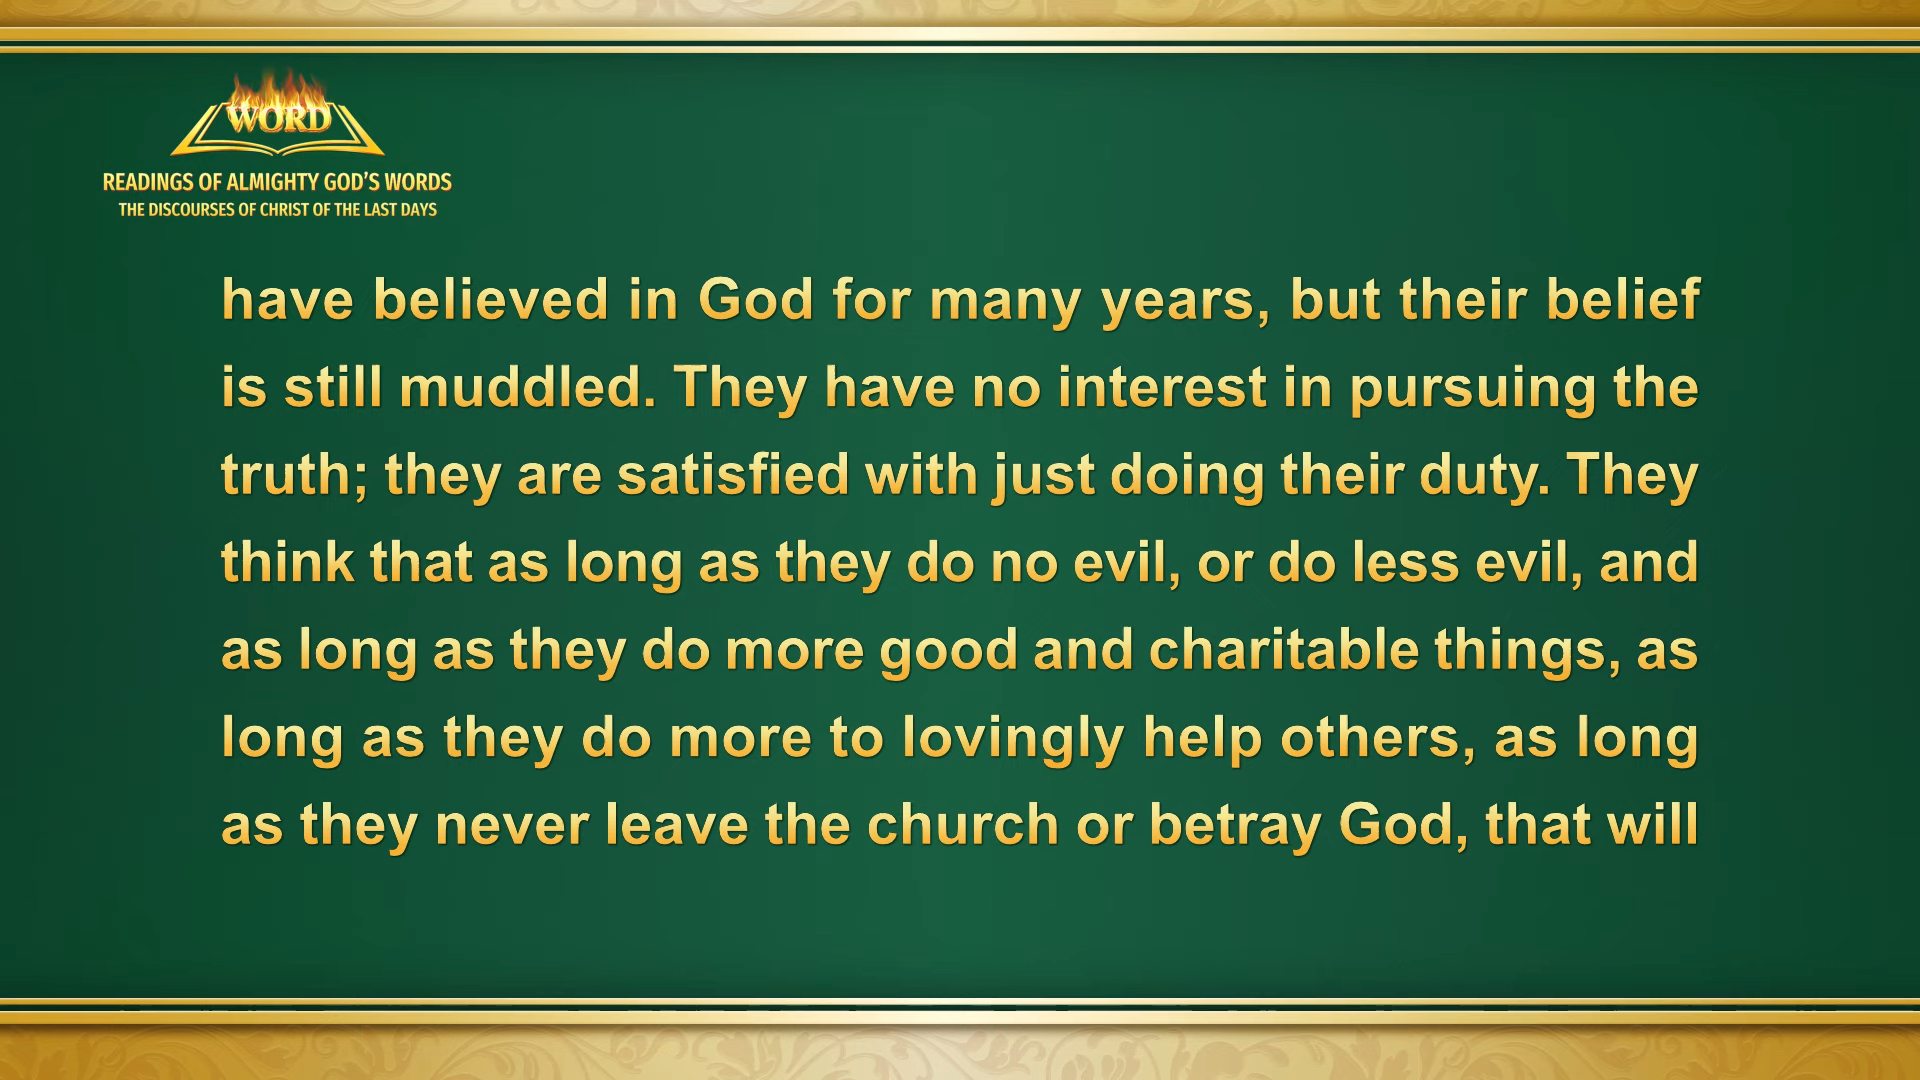 WORD
READINGS OF ALMIGHTY GOD'S WORDS
THE DISCOURSES OF CHRIST OF THE LAST DAYS
have believed in God for many years, but their belief
is still muddled. They have no interest in pursuing the
truth; they are satisfied with just doing their duty. They
think that as long as they do no evil, or do less evil, and
as long as they do more good and charitable things, as
long as they do more to lovingly help others, as long
as they never leave the church or betray God, that will